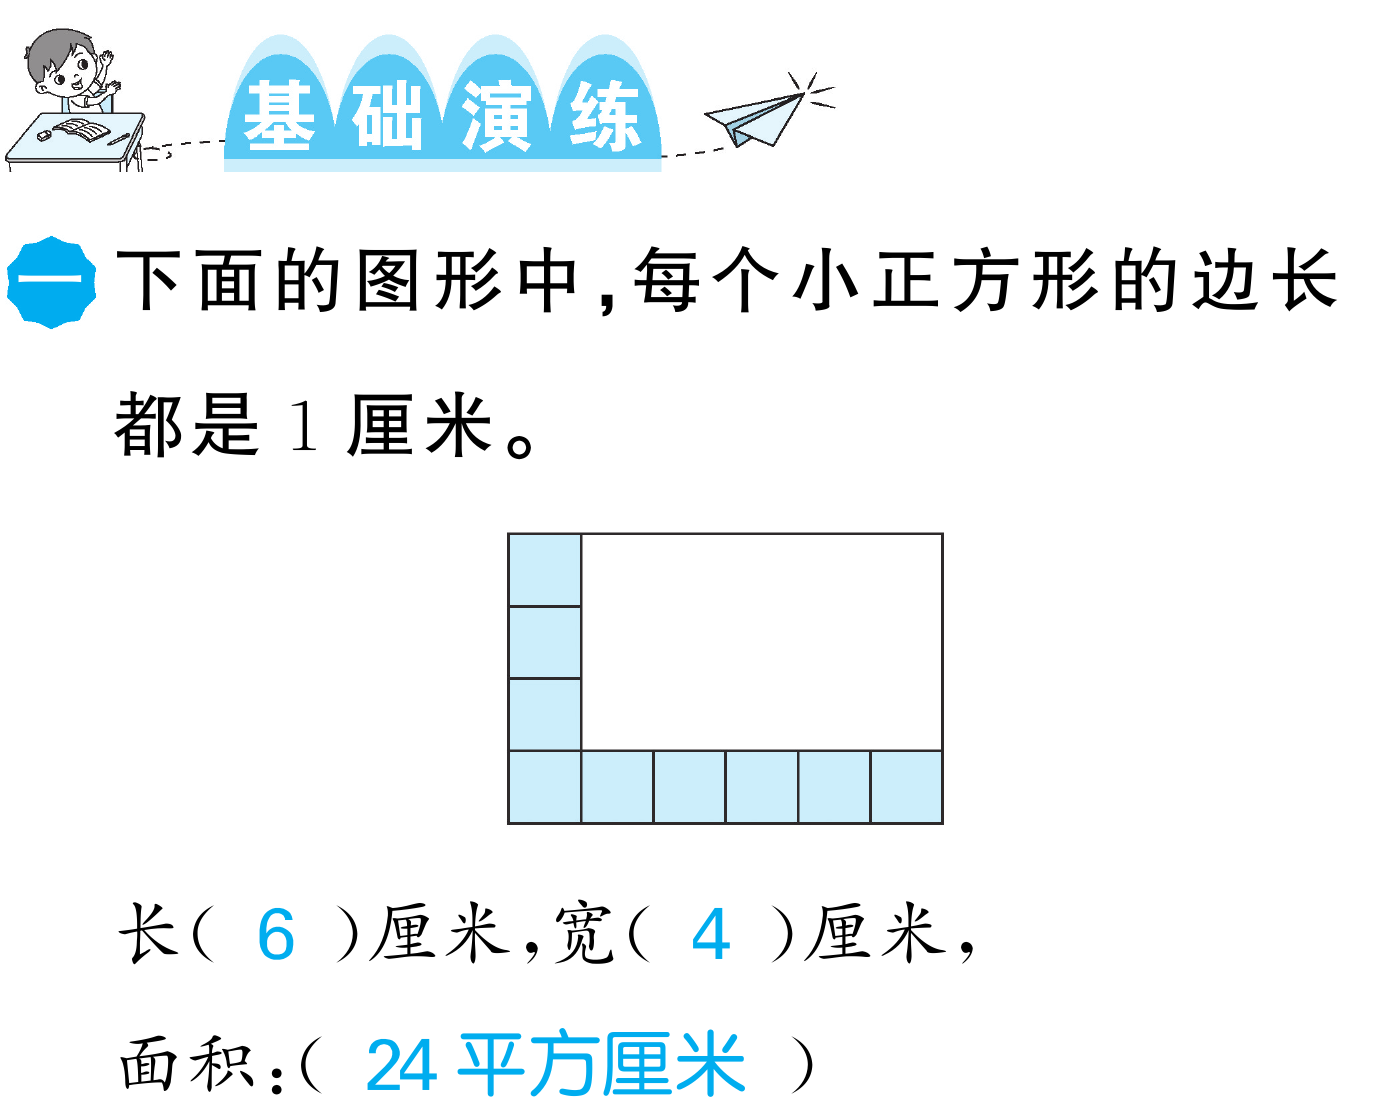 基础演练
一 下面的图形中,每个小正方形的边长
都是1厘米。
长( 6 )厘米,宽( 4 )厘米,
面积:( 24平方厘米 )